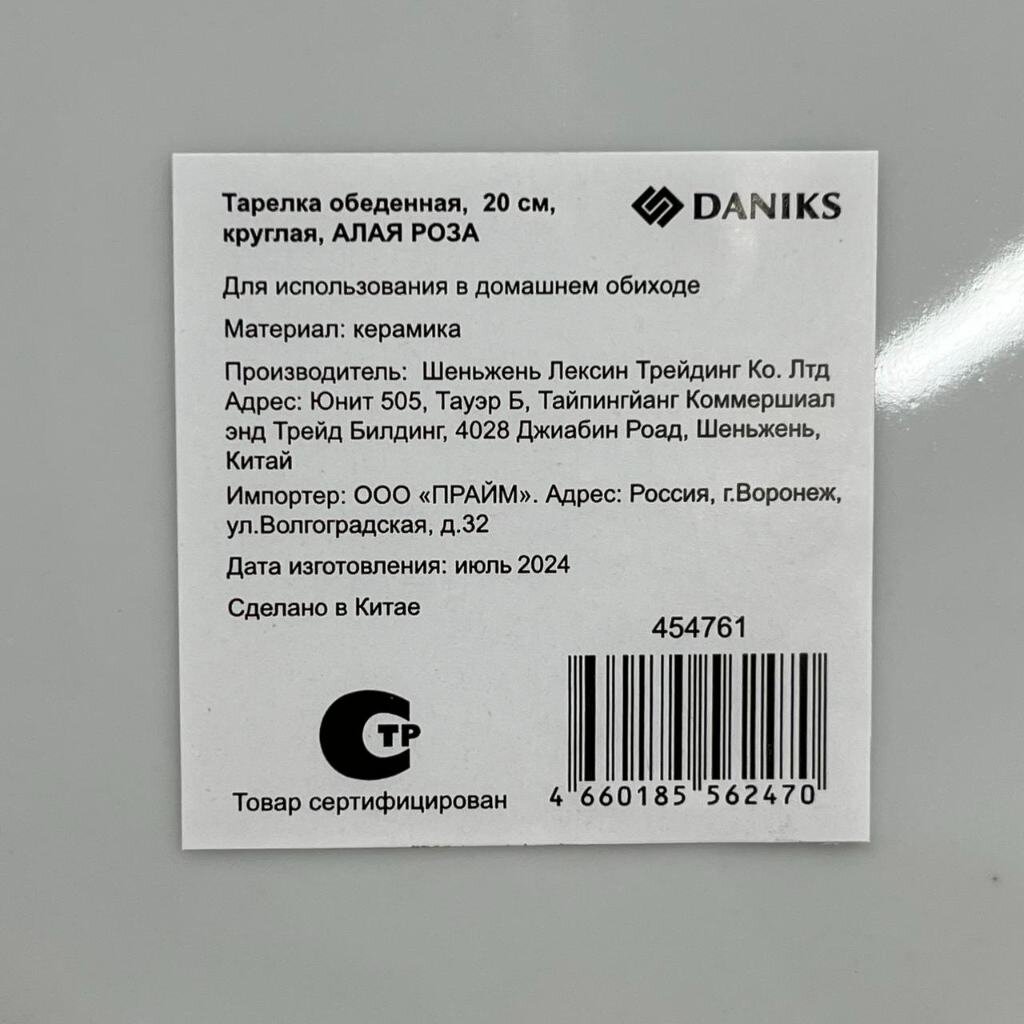 Тарелка обеденная, 20 см,
круглая, АЛАЯ РОЗА
DANIKS
Для использования в домашнем обиходе
Материал: керамика
Производитель: Шеньжень Лексин Трейдинг Ко. Лтд
Адрес: Юнит 505, Тауэр Б, Тайпингйанг Коммершиал
энд Трейд Билдинг, 4028 Джиабин Роад, Шеньжень,
Китай
Импортер: ООО «ПРАЙМ». Адрес: Россия, г.Воронеж,
ул.Волгоградская, д.32
Дата изготовления: июль 2024
Сделано в Китае
454761
СТР
Товар сертифицирован
4 660185 562470